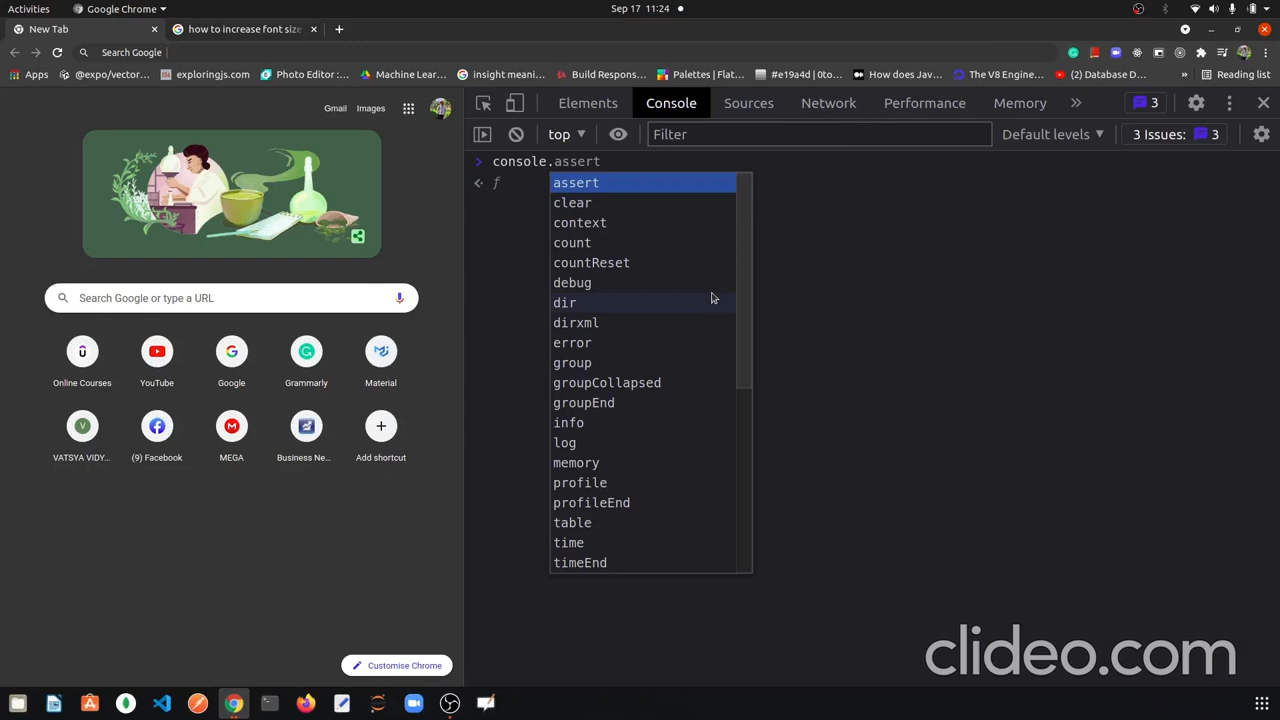 Activities
Google Chrome
Sep 17 11:24
New Tab
how to increase font size
Search Google
Apps
@expo/vector...
exploringjs.com
Photo Editor :...
Machine Lear...
insight meani...
Build Respons...
Palettes | Flat...
#e19a4d | 0to...
How does Jav...
The V8 Engine...
(2) Database D...
»
Reading list
Gmail
Images
Elements
Console
Sources
Network
Performance
Memory
»
3
top
Filter
Default levels
3 Issues:
3
> console.assert
f
assert
clear
context
count
countReset
debug
dir
dirxml
error
group
groupCollapsed
groupEnd
info
log
memory
profile
profileEnd
table
time
timeEnd
Search Google or type a URL
Online Courses
YouTube
Google
Grammarly
Material
V
VATSYA VIDY...
(9) Facebook
MEGA
Business Ne...
Add shortcut
Customise Chrome
clideo.com